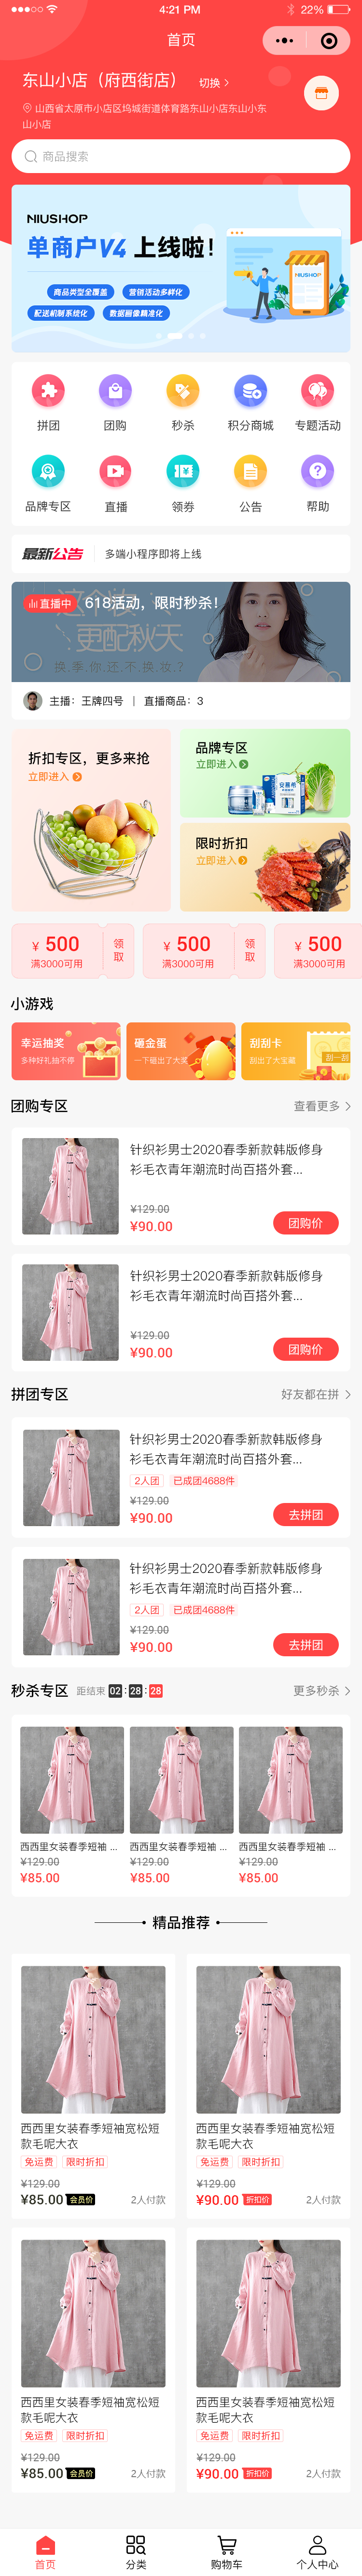 4:21 PM
22%
首页
东山小店（府西街店）
切换
山西省太原市小店区坞城街道体育路东山小店东山小东
山小店
商品搜索
NIUSHOP
单商户V4 上线啦！
NIUSHOP
商品类型全覆盖
营销活动多样化
配送机制系统化
数据画像精准化
拼团
团购
秒杀
积分商城
专题活动
品牌专区
直播
领券
公告
帮助
最新公告
多端小程序即将上线
这个妆
更配秋天
换.季.你.还.不.换.妆.?
直播中
618活动，限时秒杀！
主播：王牌四号 | 直播商品：3
折扣专区，更多来抢
立即进入
品牌专区
立即进入
限时折扣
立即进入
¥ 500
满3000可用
领取
¥ 500
满3000可用
领取
¥ 500
满3000可用
小游戏
幸运抽奖
多种好礼抽不停
砸金蛋
一下砸出了大奖
刮刮卡
刮出了大宝藏
刮一刮
团购专区
查看更多
针织衫男士2020春季新款韩版修身
衫毛衣青年潮流时尚百搭外套...
¥129.00
¥90.00
团购价
针织衫男士2020春季新款韩版修身
衫毛衣青年潮流时尚百搭外套...
¥129.00
¥90.00
团购价
拼团专区
好友都在拼
针织衫男士2020春季新款韩版修身
衫毛衣青年潮流时尚百搭外套...
2人团
已成团4688件
¥129.00
¥90.00
去拼团
针织衫男士2020春季新款韩版修身
衫毛衣青年潮流时尚百搭外套...
2人团
已成团4688件
¥129.00
¥90.00
去拼团
秒杀专区
距结束 02 : 28 : 28
更多秒杀
西西里女装春季短袖 ...
¥129.00
¥85.00
西西里女装春季短袖 ...
¥129.00
¥85.00
西西里女装春季短袖 ...
¥129.00
¥85.00
精品推荐
西西里女装春季短袖宽松短
款毛呢大衣
免运费
限时折扣
¥129.00
¥85.00 会员价
2人付款
西西里女装春季短袖宽松短
款毛呢大衣
免运费
限时折扣
¥129.00
¥90.00 折扣价
2人付款
西西里女装春季短袖宽松短
款毛呢大衣
免运费
限时折扣
¥129.00
¥85.00 会员价
2人付款
西西里女装春季短袖宽松短
款毛呢大衣
免运费
限时折扣
¥129.00
¥90.00 折扣价
2人付款
首页
分类
购物车
个人中心